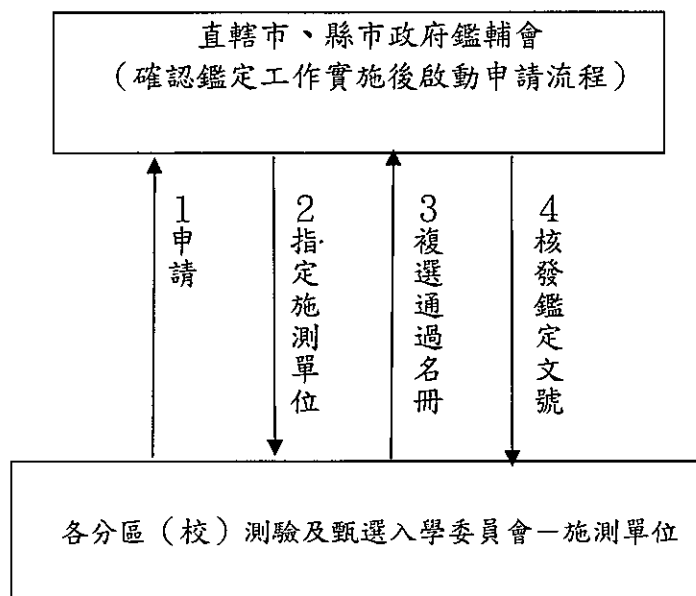 直轄市、縣市政府鑑輔會
（確認鑑定工作實施後啟動申請流程）
1申請
2指定施測單位
3複選通過名冊
4核發鑑定文號
各分區（校）測驗及甄選入學委員會－施測單位